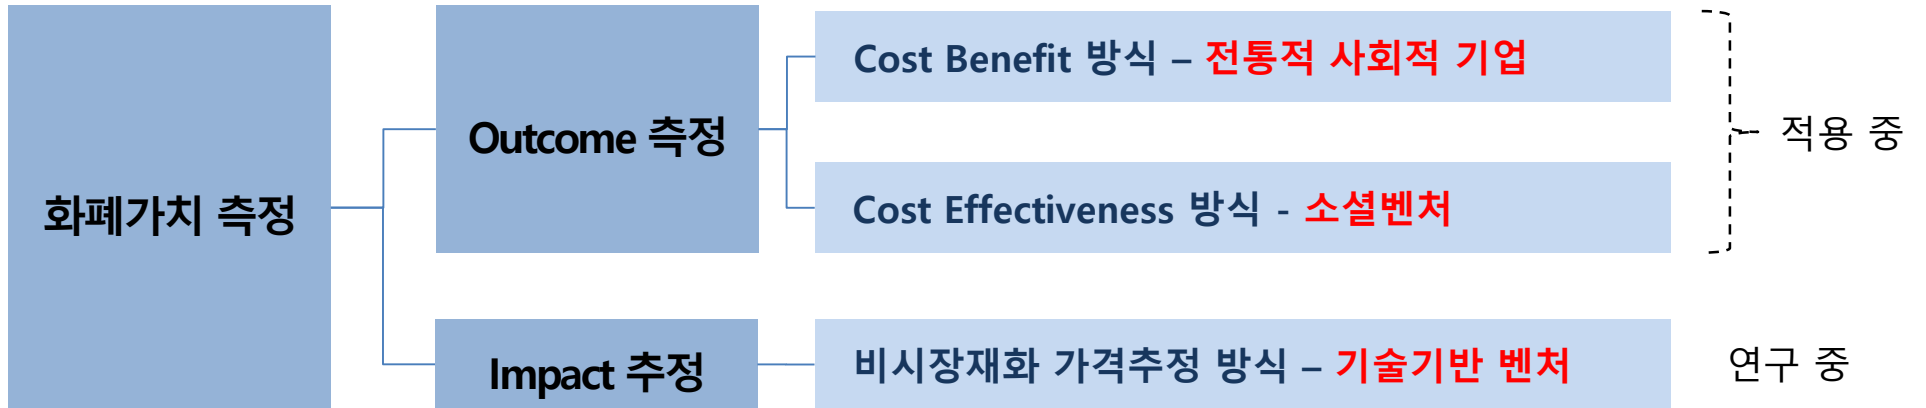 화폐가치 측정
Outcome 측정
Cost Benefit 방식 – 전통적 사회적 기업
Cost Effectiveness 방식 - 소셜벤처
적용 중
Impact 추정
비시장재화 가격추정 방식 – 기술기반 벤처
연구 중